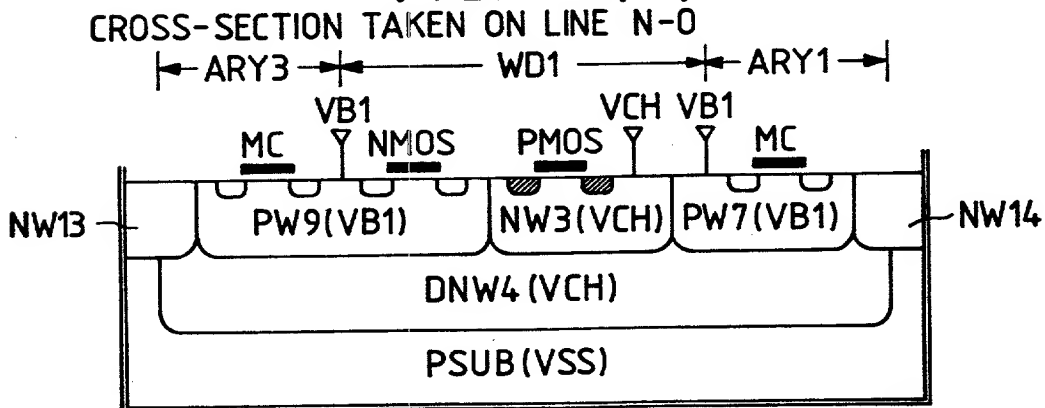 CROSS-SECTION TAKEN ON LINE N-O
ARY3 WD1 ARY1
VB1 VCH VB1
MC NMOS PMOS MC
NW13 PW9(VB1) NW3(VCH) PW7(VB1) NW14
DNW4(VCH)
PSUB(VSS)